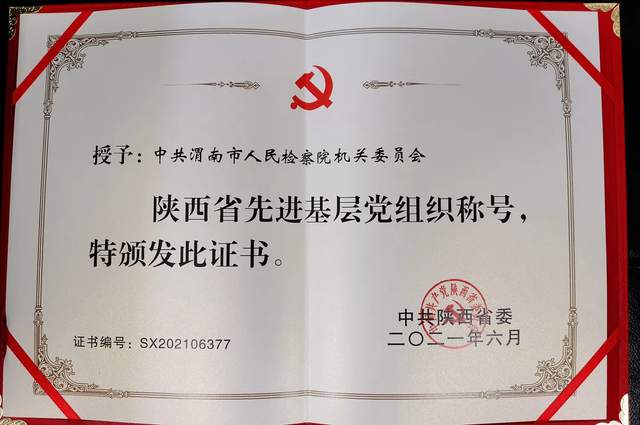 授予：中共渭南市人民检察院机关委员会
陕西省先进基层党组织称号，
特颁发此证书。
中共陕西省委
二〇二一年六月
证书编号：SX202106377